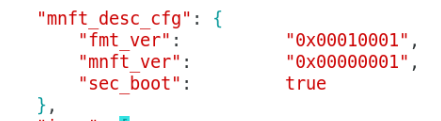 "mnft_desc_cfg": {
"fmt_ver": "0x00010001",
"mnft_ver": "0x00000001",
"sec_boot": true
},